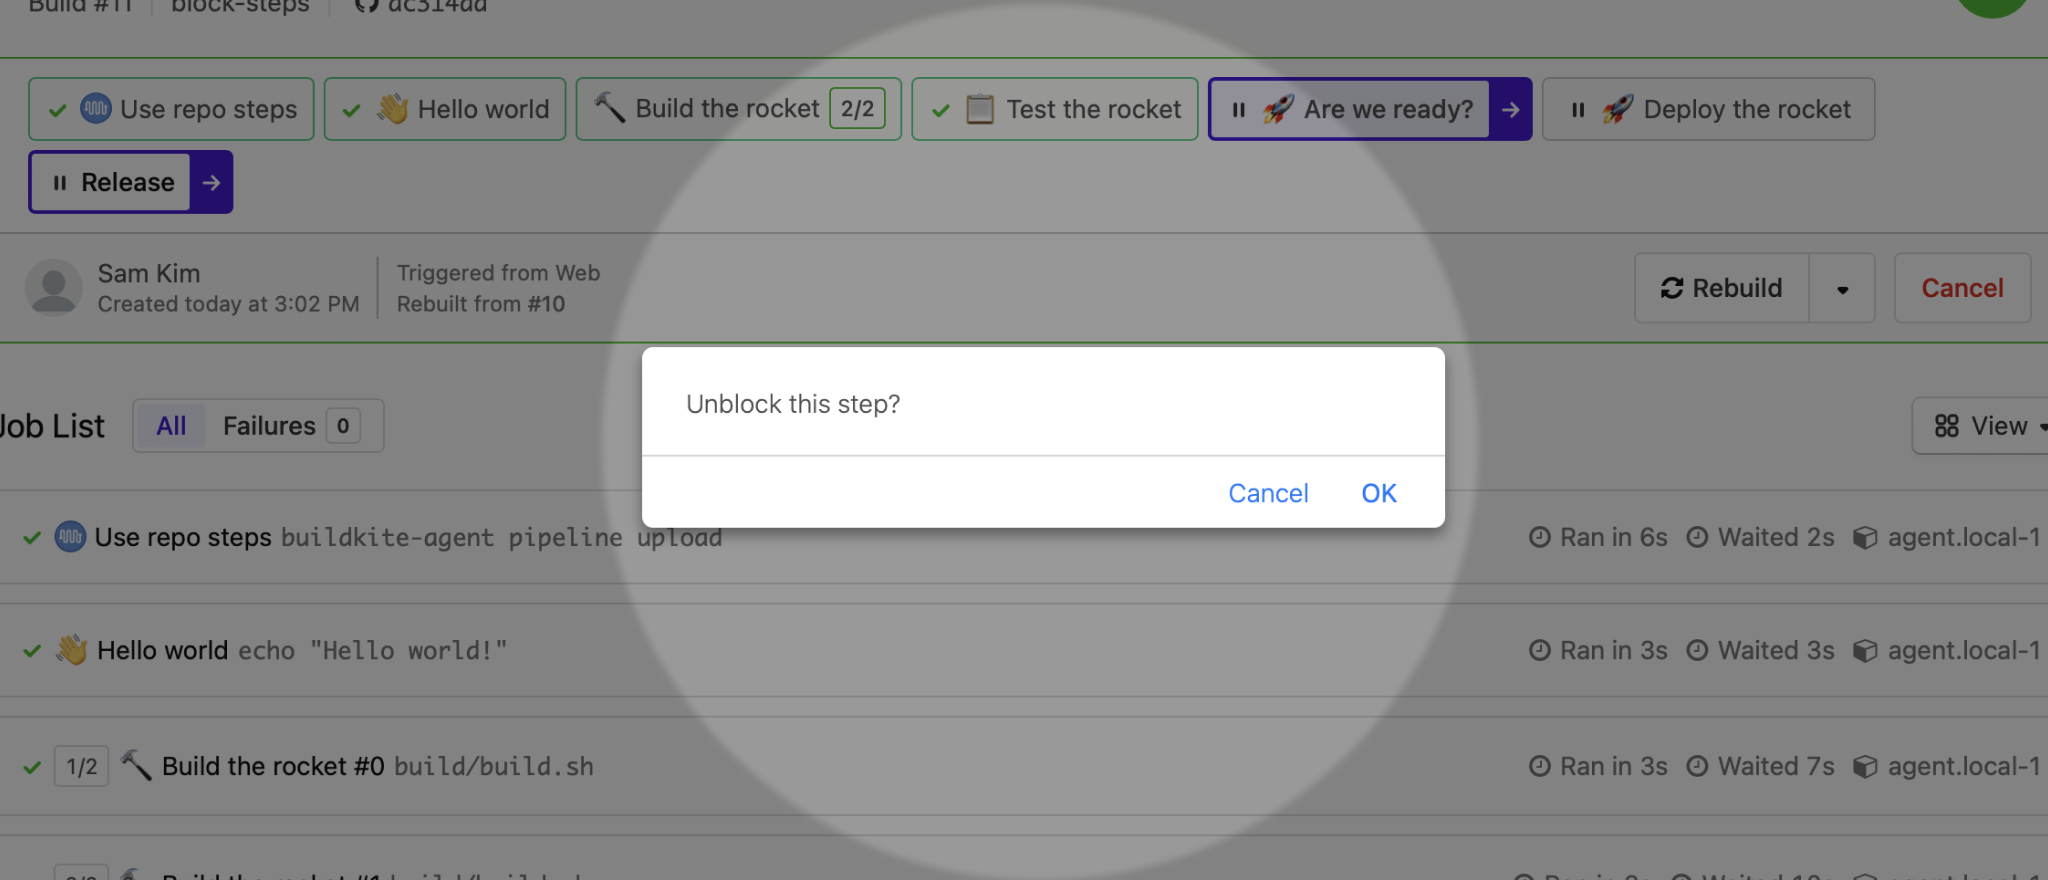 Build #11 block-steps dc314dd
Use repo steps Hello world Build the rocket 2/2 Test the rocket Are we ready? Deploy the rocket
Release
Sam Kim
Created today at 3:02 PM
Triggered from Web
Rebuilt from #10
Rebuild Cancel
Job List All Failures 0 View
Unblock this step?
Cancel OK
Use repo steps buildkite-agent pipeline upload Ran in 6s Waited 2s agent.local-1
Hello world echo "Hello world!" Ran in 3s Waited 3s agent.local-1
1/2 Build the rocket #0 build/build.sh Ran in 3s Waited 7s agent.local-1
Build the rocket #1